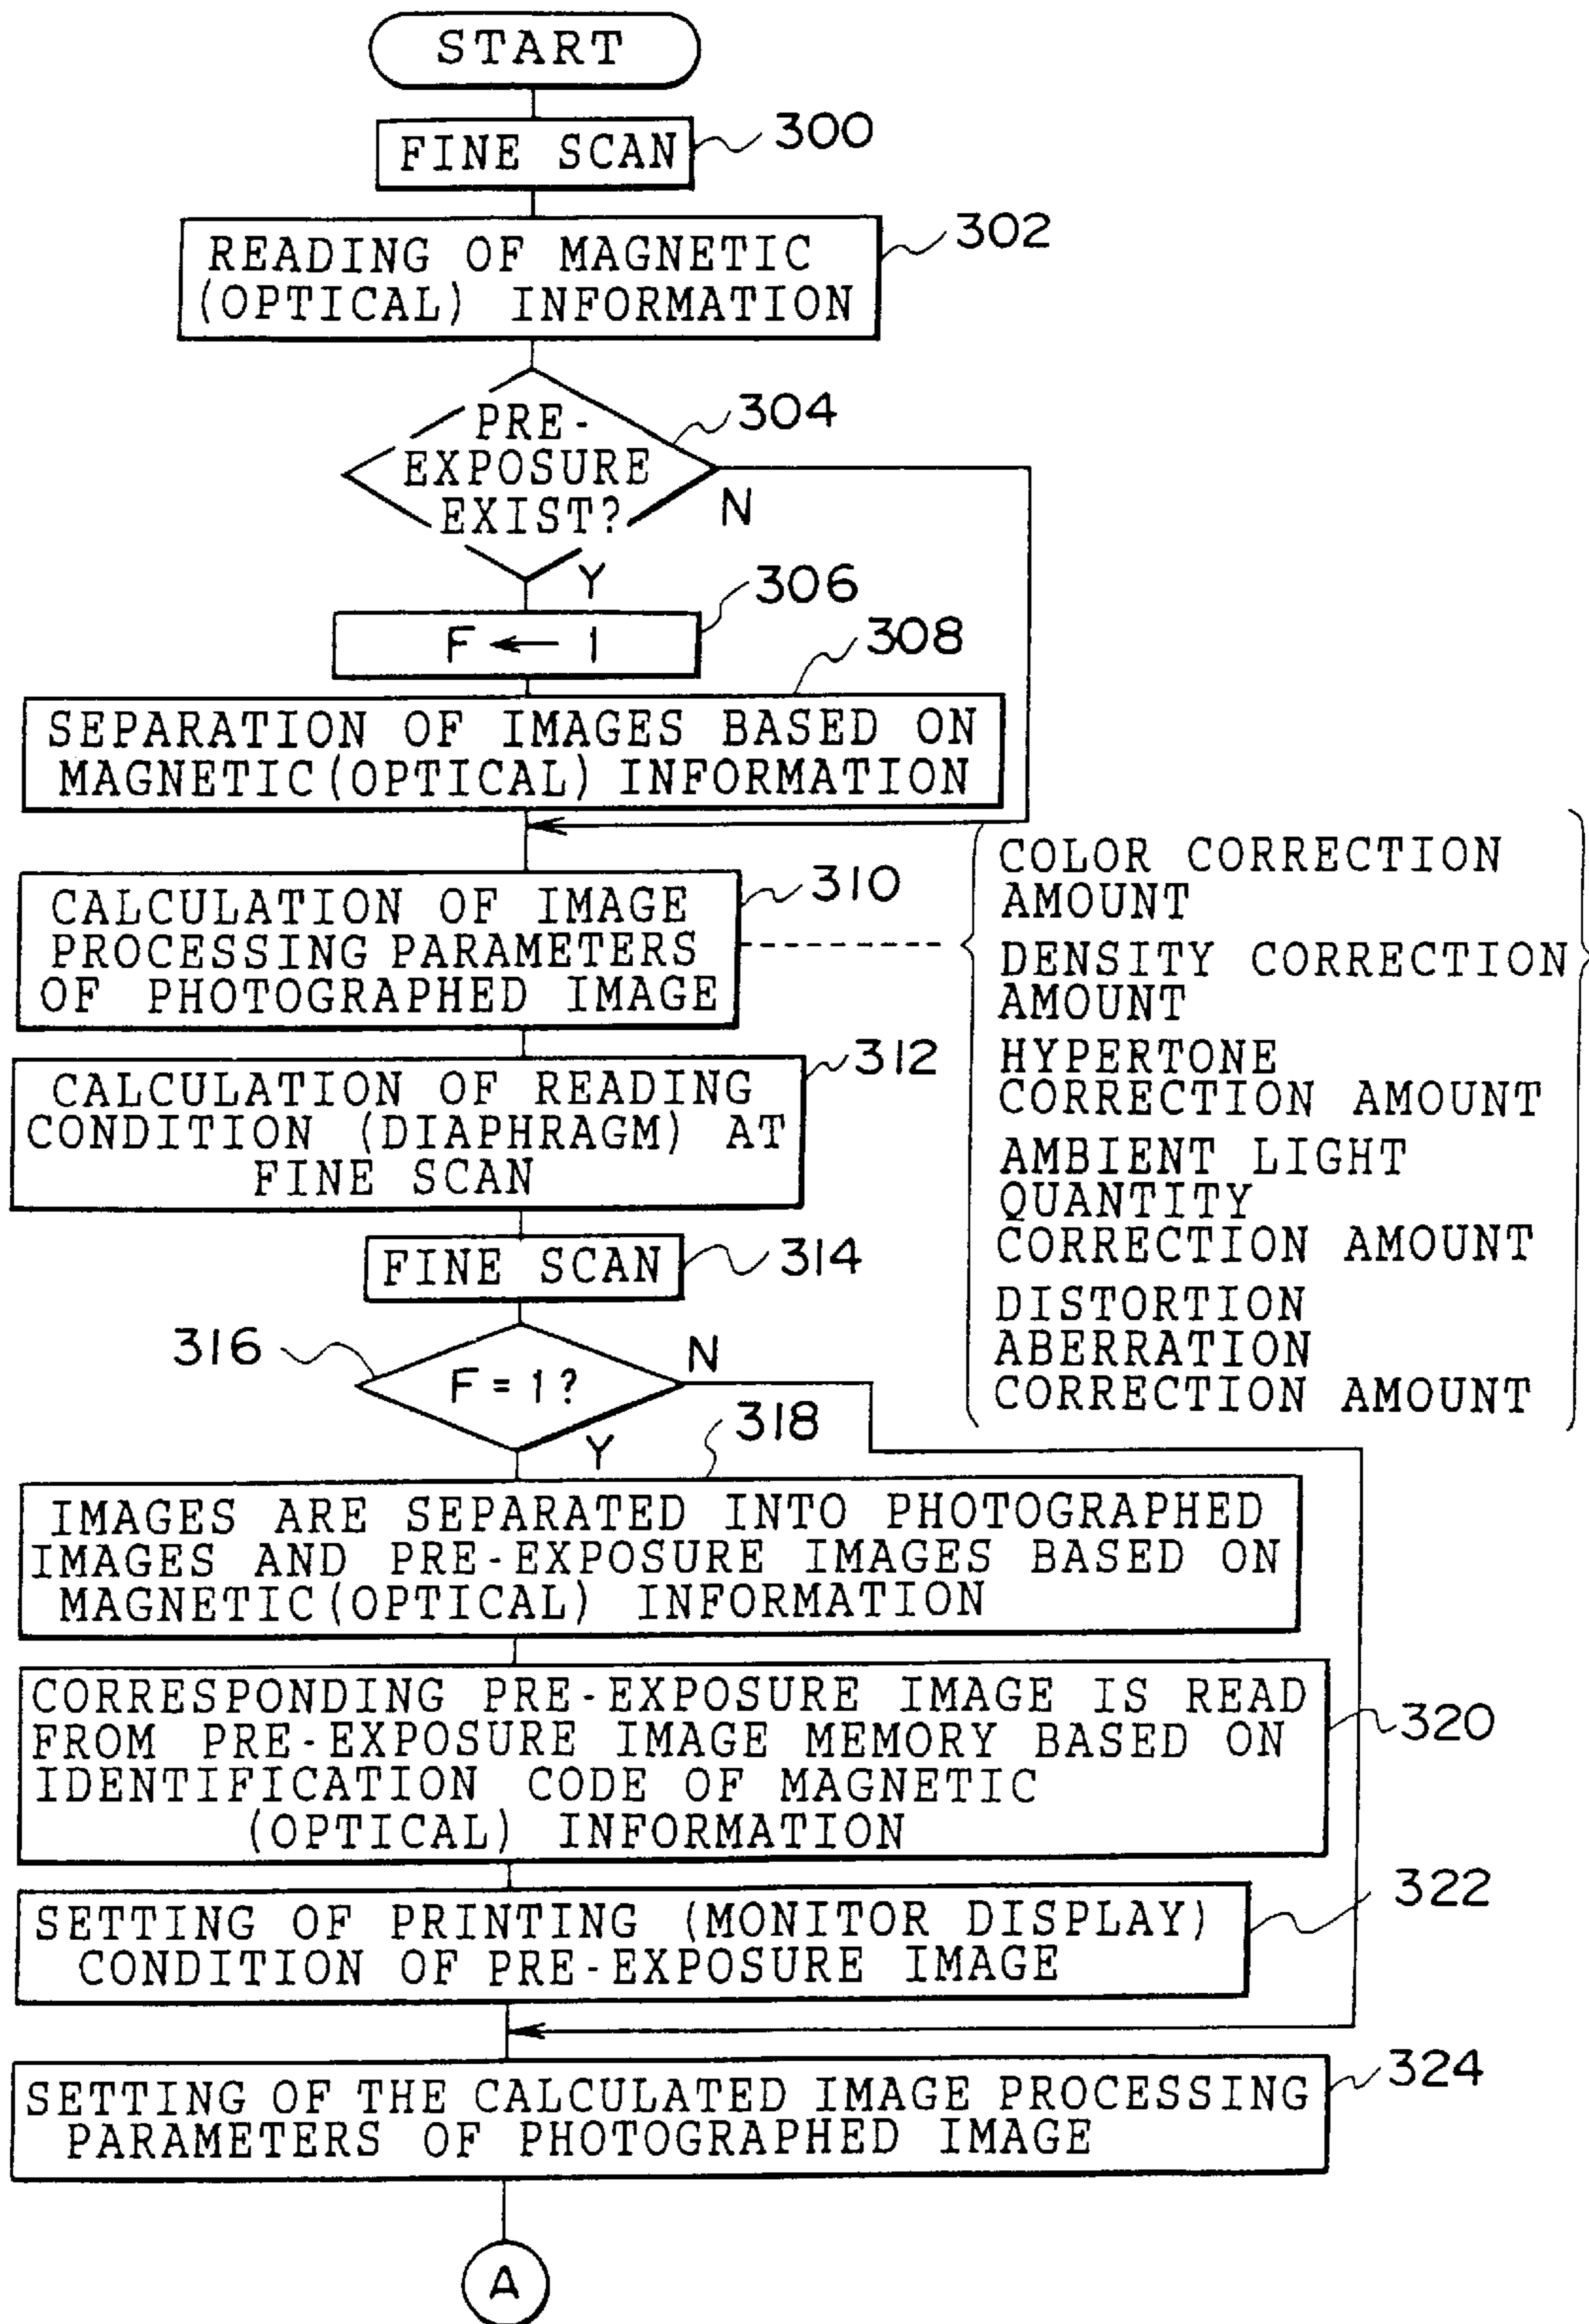 START
FINE SCAN
300
READING OF MAGNETIC
(OPTICAL) INFORMATION
302
PRE-
EXPOSURE
EXIST?
304
N
Y
306
F ← 1
308
SEPARATION OF IMAGES BASED ON
MAGNETIC (OPTICAL) INFORMATION
CALCULATION OF IMAGE
PROCESSING PARAMETERS
OF PHOTOGRAPHED IMAGE
310
COLOR CORRECTION
AMOUNT
DENSITY CORRECTION
AMOUNT
HYPERTONE
CORRECTION AMOUNT
AMBIENT LIGHT
QUANTITY
CORRECTION AMOUNT
DISTORTION
ABERRATION
CORRECTION AMOUNT
CALCULATION OF READING
CONDITION (DIAPHRAGM) AT
FINE SCAN
312
FINE SCAN
314
316
F = 1 ?
N
Y
318
IMAGES ARE SEPARATED INTO PHOTOGRAPHED
IMAGES AND PRE-EXPOSURE IMAGES BASED ON
MAGNETIC (OPTICAL) INFORMATION
CORRESPONDING PRE-EXPOSURE IMAGE IS READ
FROM PRE-EXPOSURE IMAGE MEMORY BASED ON
IDENTIFICATION CODE OF MAGNETIC
(OPTICAL) INFORMATION
320
SETTING OF PRINTING (MONITOR DISPLAY)
CONDITION OF PRE-EXPOSURE IMAGE
322
SETTING OF THE CALCULATED IMAGE PROCESSING
PARAMETERS OF PHOTOGRAPHED IMAGE
324
A